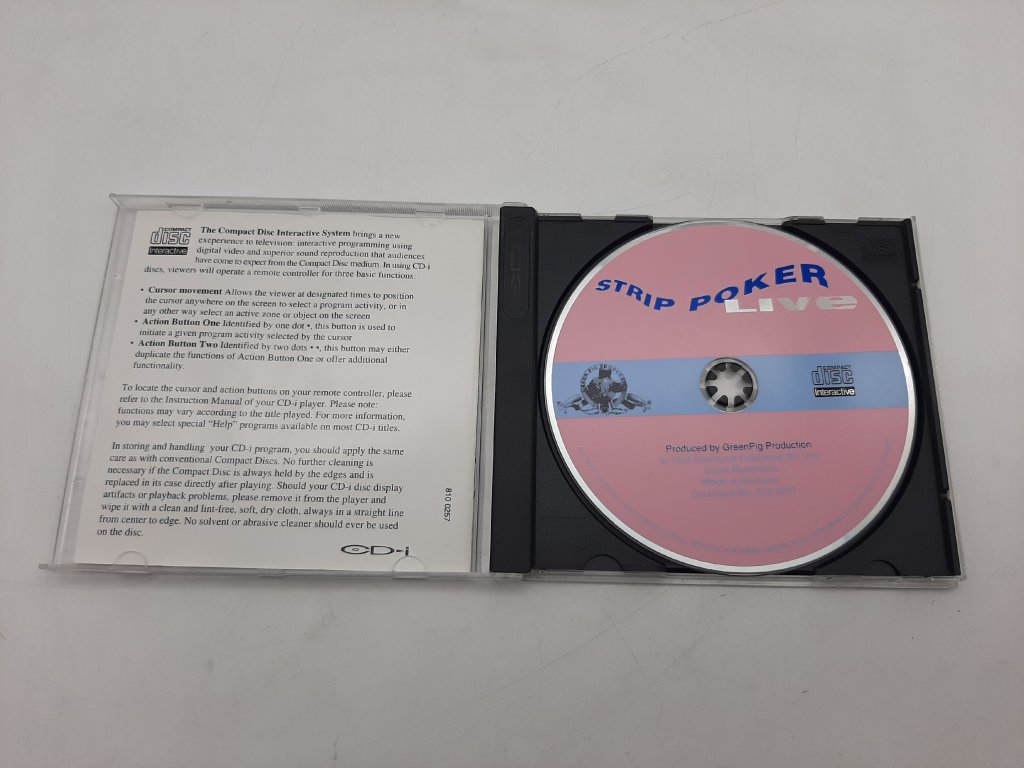 COMPACT
disc
Interactive
The Compact Disc Interactive System brings a new
exeperience to television: interactive programming using
digital video and superior sound reproduction that audiences
have come to expect from the Compact Disc medium. In using CD-i
discs, viewers will operate a remote controller for three basic functions:
• Cursor movement Allows the viewer at designated times to position
the cursor anywhere on the screen to select a program activity, or in
any other way select an active zone or object on the screen
• Action Button One Identified by one dot •, this button is used to
initiate a given program activity selected by the cursor
• Action Button Two Identified by two dots • •, this button may either
duplicate the functions of Action Button One or offer additional
functionality.
To locate the cursor and action buttons on your remote controller, please
refer to the Instruction Manual of your CD-i player. Please note:
functions may vary according to the title played. For more information,
you may select special "Help" programs available on most CD-i titles.
In storing and handling your CD-i program, you should apply the same
care as with conventional Compact Discs. No further cleaning is
necessary if the Compact Disc is always held by the edges and is
replaced in its case directly after playing. Should your CD-i disc display
artifacts or playback problems, please remove it from the player and
wipe it with a clean and lint-free, soft, dry cloth, always in a straight line
from center to edge. No solvent or abrasive cleaner should ever be used
on the disc.
810 0257
CD-i
STRIP POKER
LIVE
COMPACT
disc
Interactive
Produced by GreenPig Production
Made in Germany
Catalogue No. 810 0257